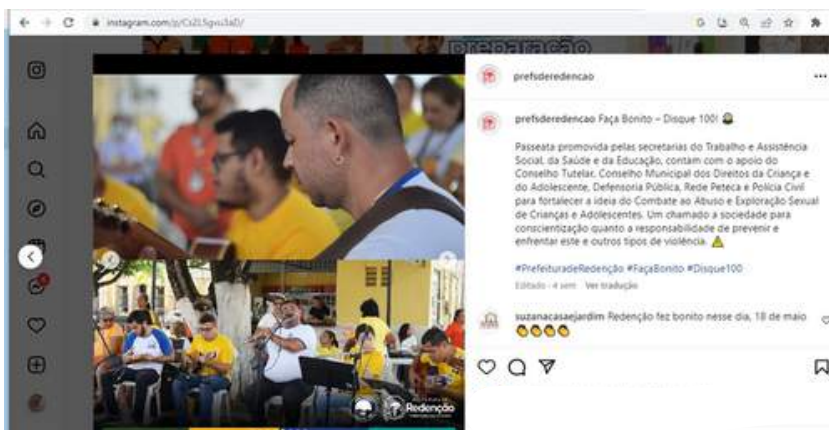 instagram.com/p/CsZLSgvu3aD/
preparação
prefsderedencao
prefsderedencao Faça Bonito – Disque 100!
Passeata promovida pelas secretarias do Trabalho e Assistência
Social, da Saúde e da Educação, contam com o apoio do
Conselho Tutelar, Conselho Municipal dos Direitos da Criança e
do Adolescente, Defensoria Pública, Rede Peteca e Polícia Civil
para fortalecer a ideia do Combate ao Abuso e Exploração Sexual
de Crianças e Adolescentes. Um chamado a sociedade para
conscientização quanto a responsabilidade de prevenir e
enfrentar este e outros tipos de violência.
#PrefeituradeRedenção #FaçaBonito #Disque100
Editado · 4 sem Ver tradução
suzanacasaejardim Redenção fez bonito nesse dia, 18 de maio
Redenção